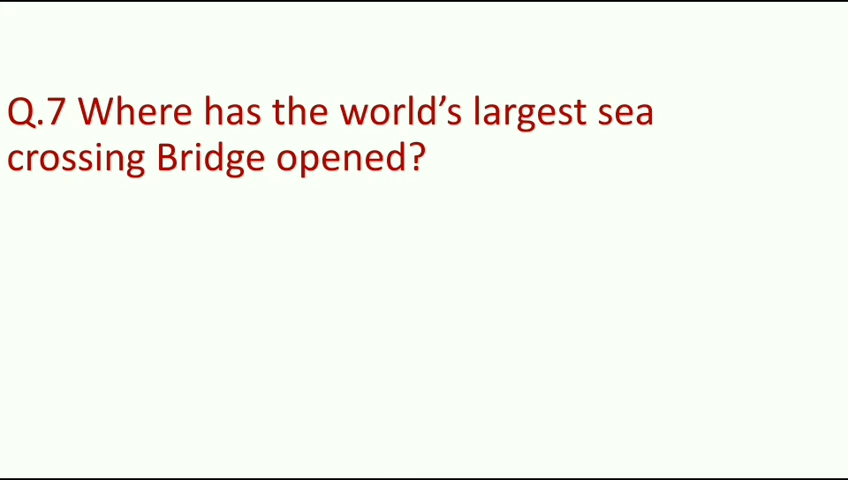 Q.7 Where has the world’s largest sea
crossing Bridge opened?